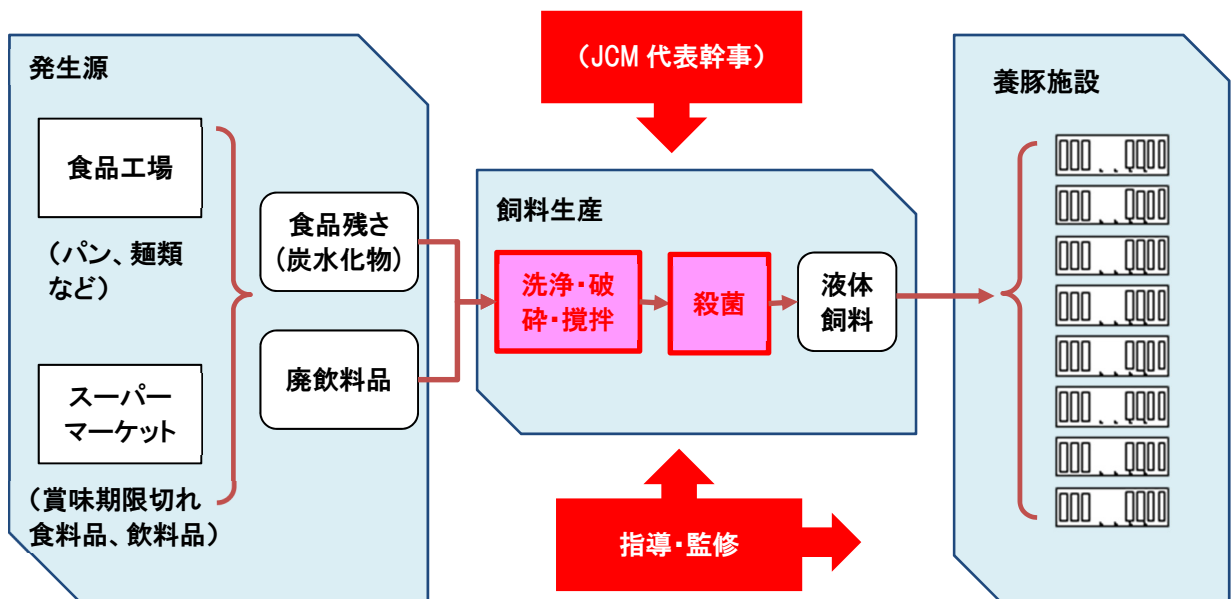 発生源
食品工場
(パン、麺類
など)
スーパー
マーケット
(賞味期限切れ
食料品、飲料品)
食品残さ
(炭水化物)
廃飲料品
(JCM 代表幹事)
飼料生産
洗浄・破
砕・攪拌
殺菌
液体
飼料
指導・監修
養豚施設